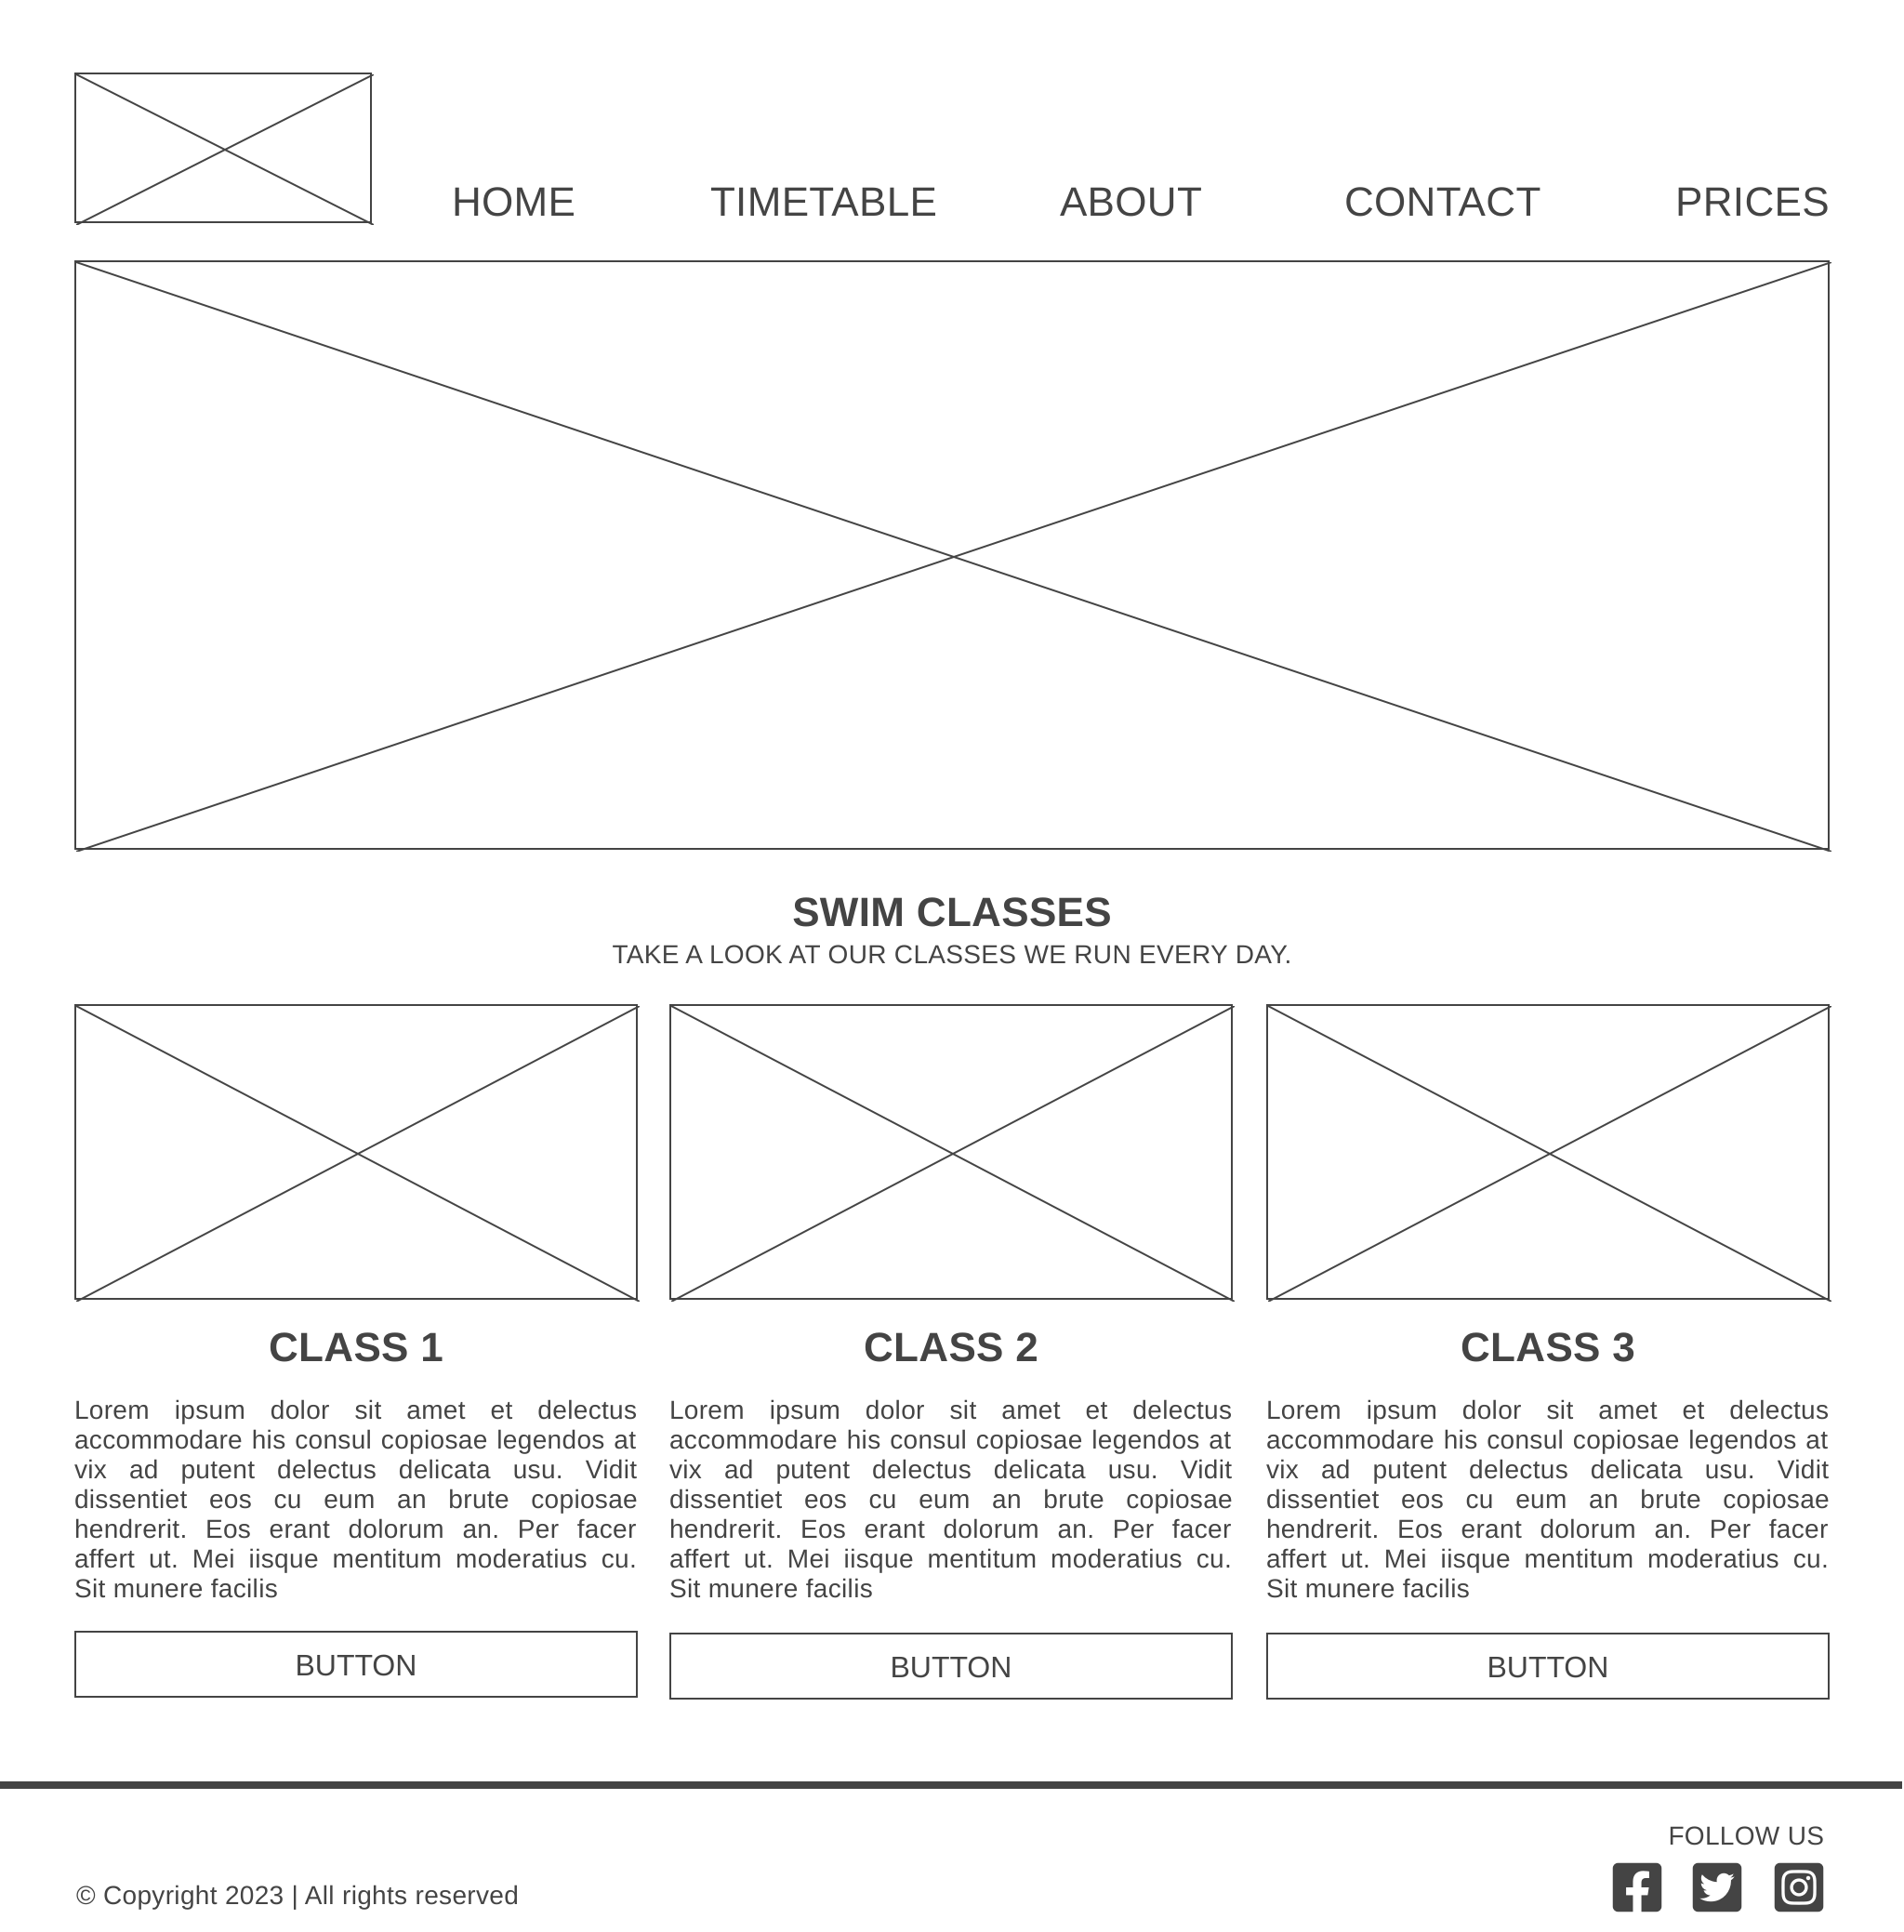 HOME TIMETABLE ABOUT CONTACT PRICES
SWIM CLASSES
TAKE A LOOK AT OUR CLASSES WE RUN EVERY DAY.
CLASS 1
Lorem ipsum dolor sit amet et delectus
accommodare his consul copiosae legendos at
vix ad putent delectus delicata usu. Vidit
dissentiet eos cu eum an brute copiosae
hendrerit. Eos erant dolorum an. Per facer
affert ut. Mei iisque mentitum moderatius cu.
Sit munere facilis
BUTTON
CLASS 2
Lorem ipsum dolor sit amet et delectus
accommodare his consul copiosae legendos at
vix ad putent delectus delicata usu. Vidit
dissentiet eos cu eum an brute copiosae
hendrerit. Eos erant dolorum an. Per facer
affert ut. Mei iisque mentitum moderatius cu.
Sit munere facilis
BUTTON
CLASS 3
Lorem ipsum dolor sit amet et delectus
accommodare his consul copiosae legendos at
vix ad putent delectus delicata usu. Vidit
dissentiet eos cu eum an brute copiosae
hendrerit. Eos erant dolorum an. Per facer
affert ut. Mei iisque mentitum moderatius cu.
Sit munere facilis
BUTTON
FOLLOW US
© Copyright 2023 | All rights reserved